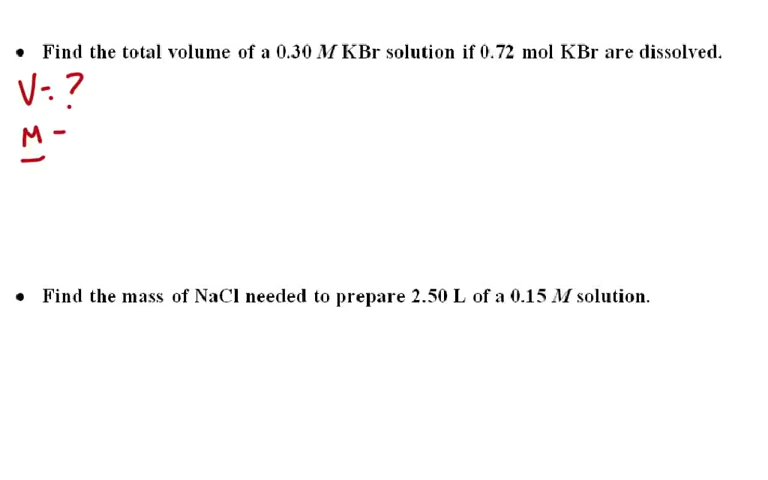 • Find the total volume of a 0.30 M KBr solution if 0.72 mol KBr are dissolved.
V = ?
M =
• Find the mass of NaCl needed to prepare 2.50 L of a 0.15 M solution.